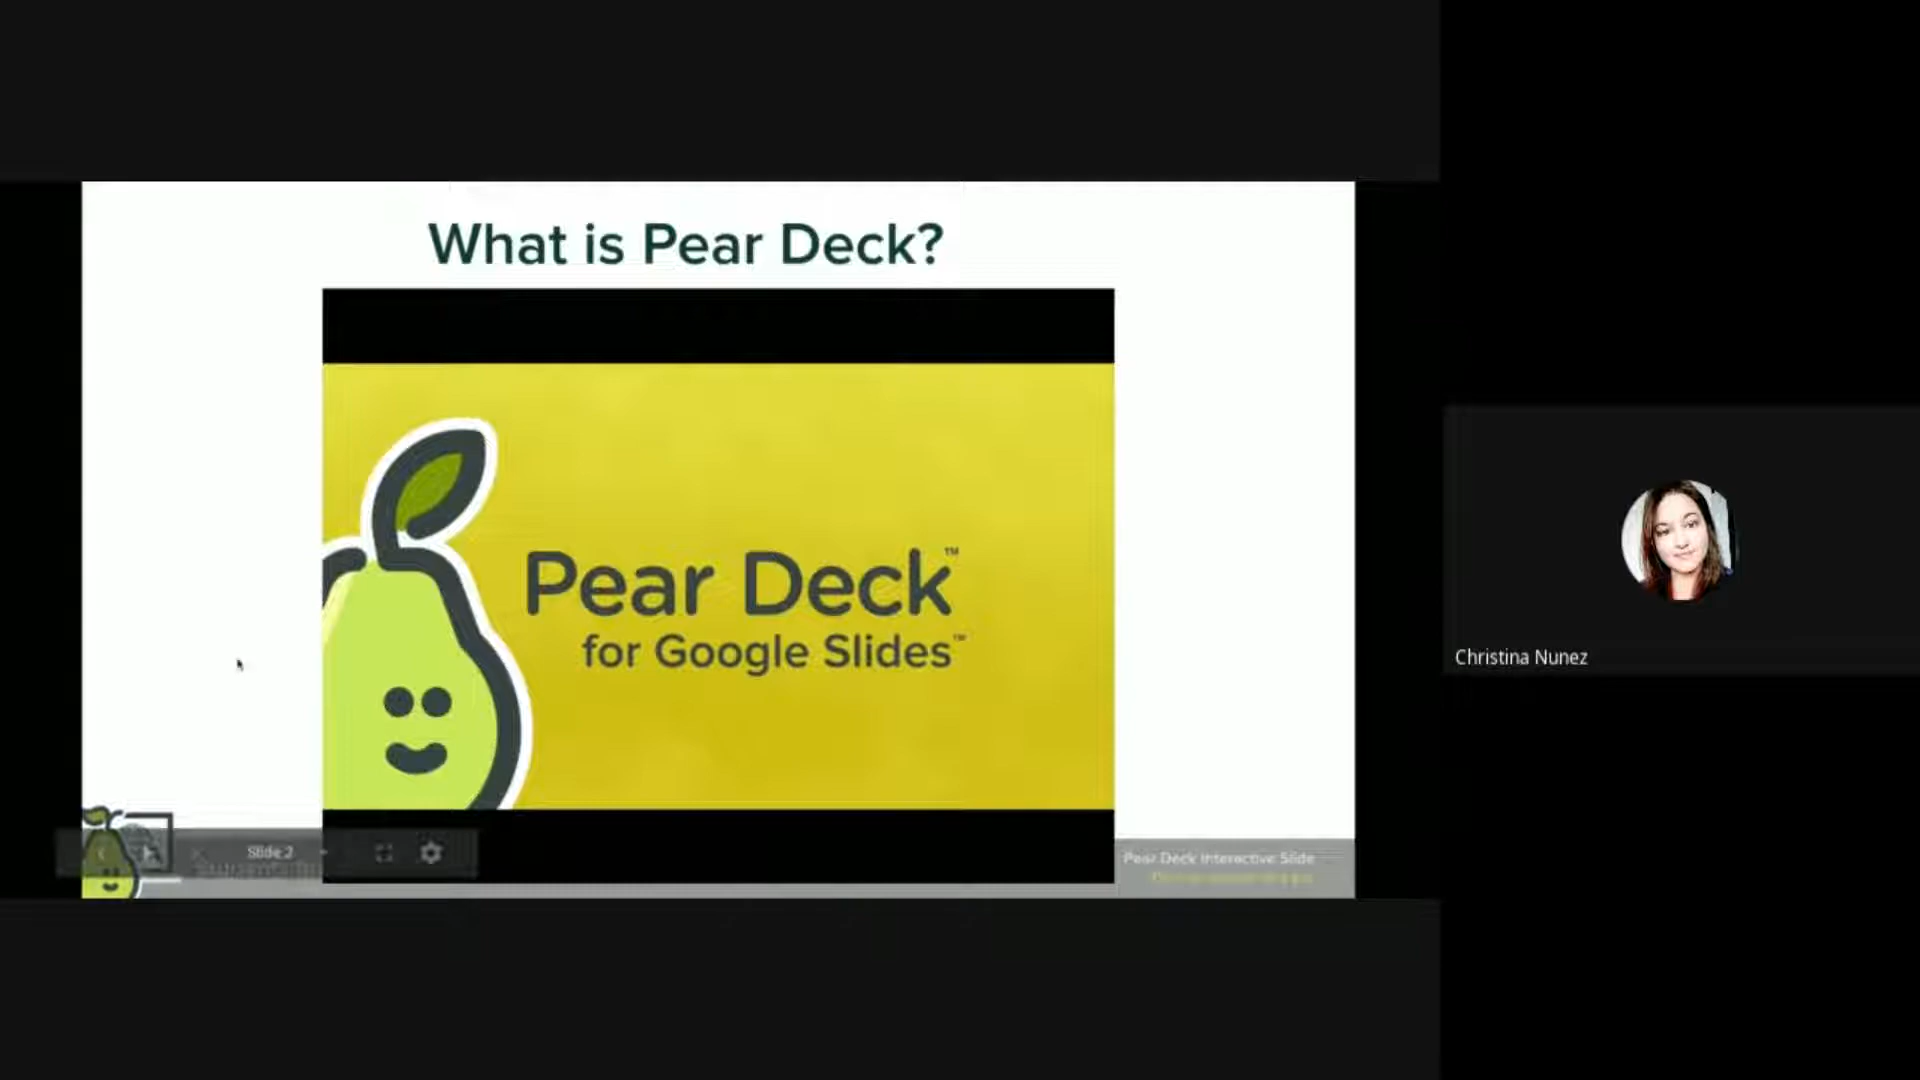 What is Pear Deck?
Pear Deck™
for Google Slides™
Slide 2
Pear Deck Interactive Slide
Christina Nunez